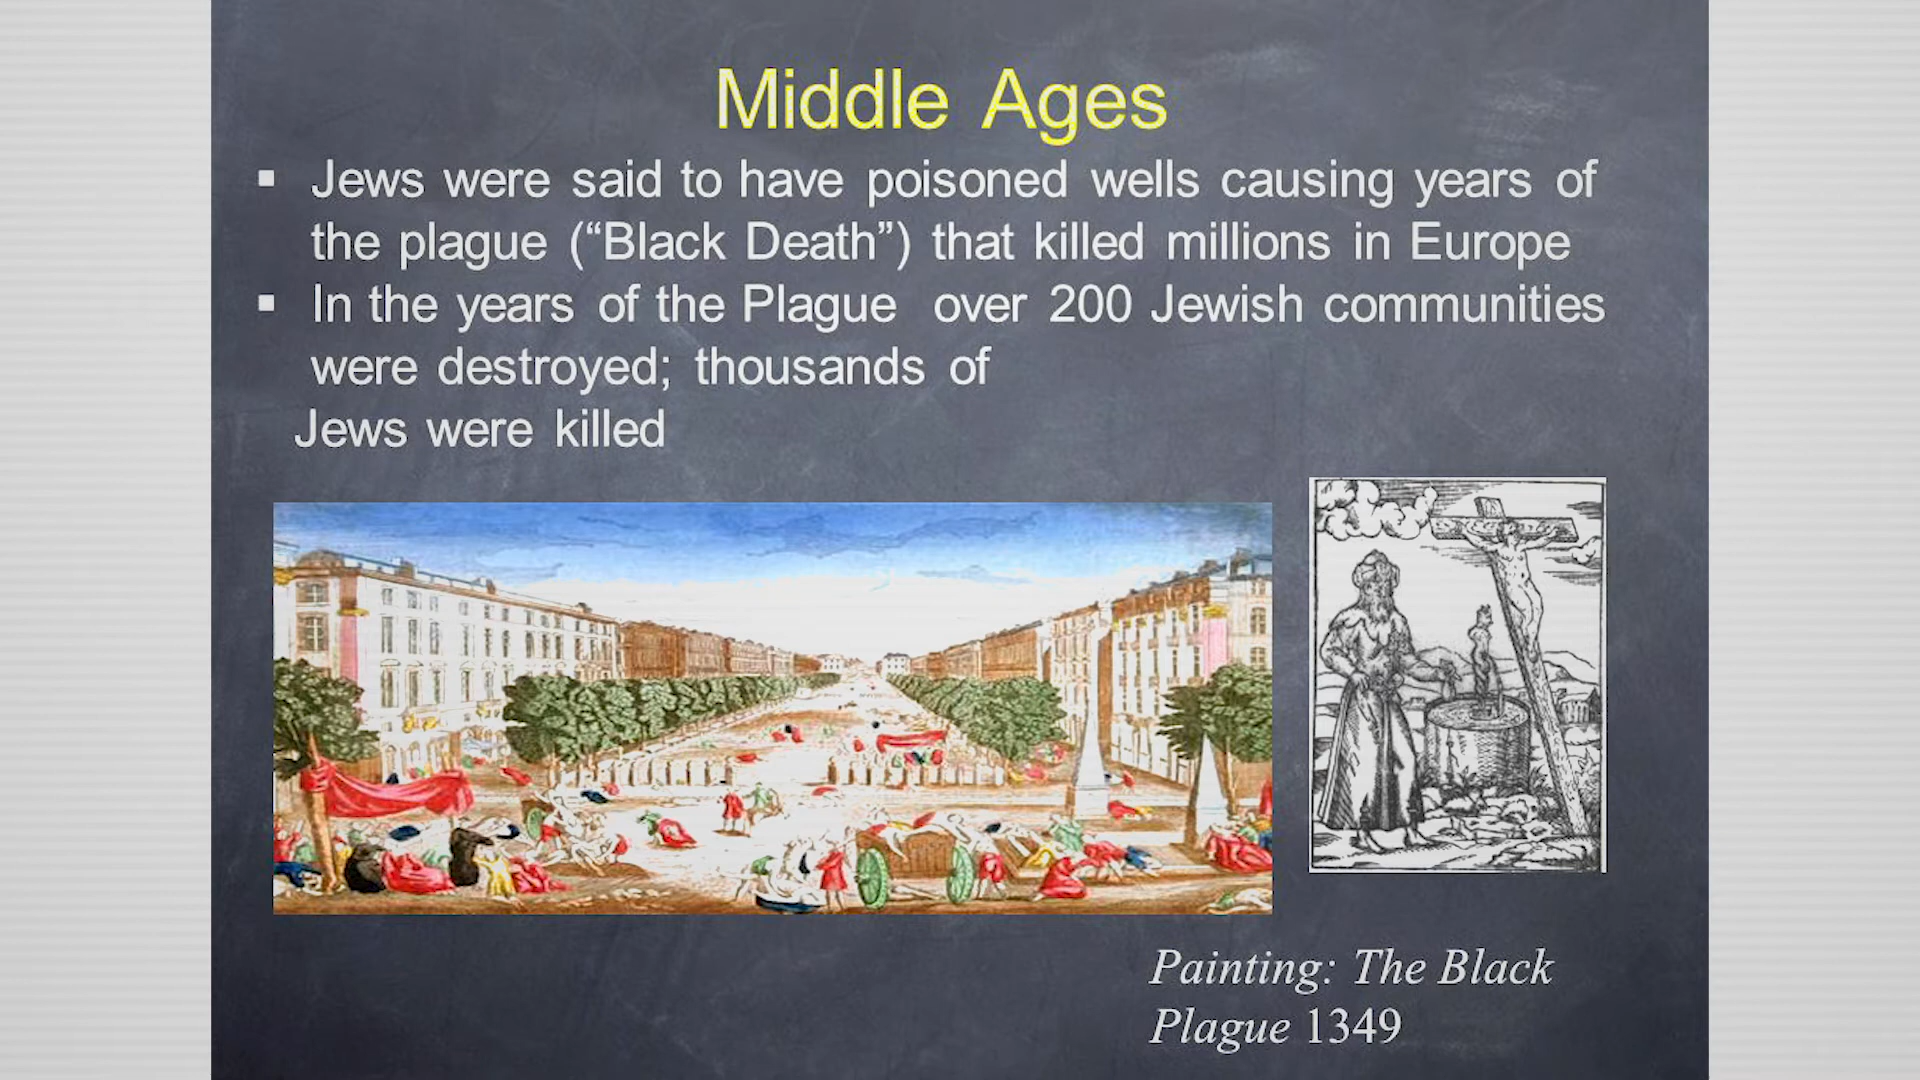 Middle Ages
▪ Jews were said to have poisoned wells causing years of
the plague (“Black Death”) that killed millions in Europe
▪ In the years of the Plague over 200 Jewish communities
were destroyed; thousands of
Jews were killed
Painting: The Black
Plague 1349